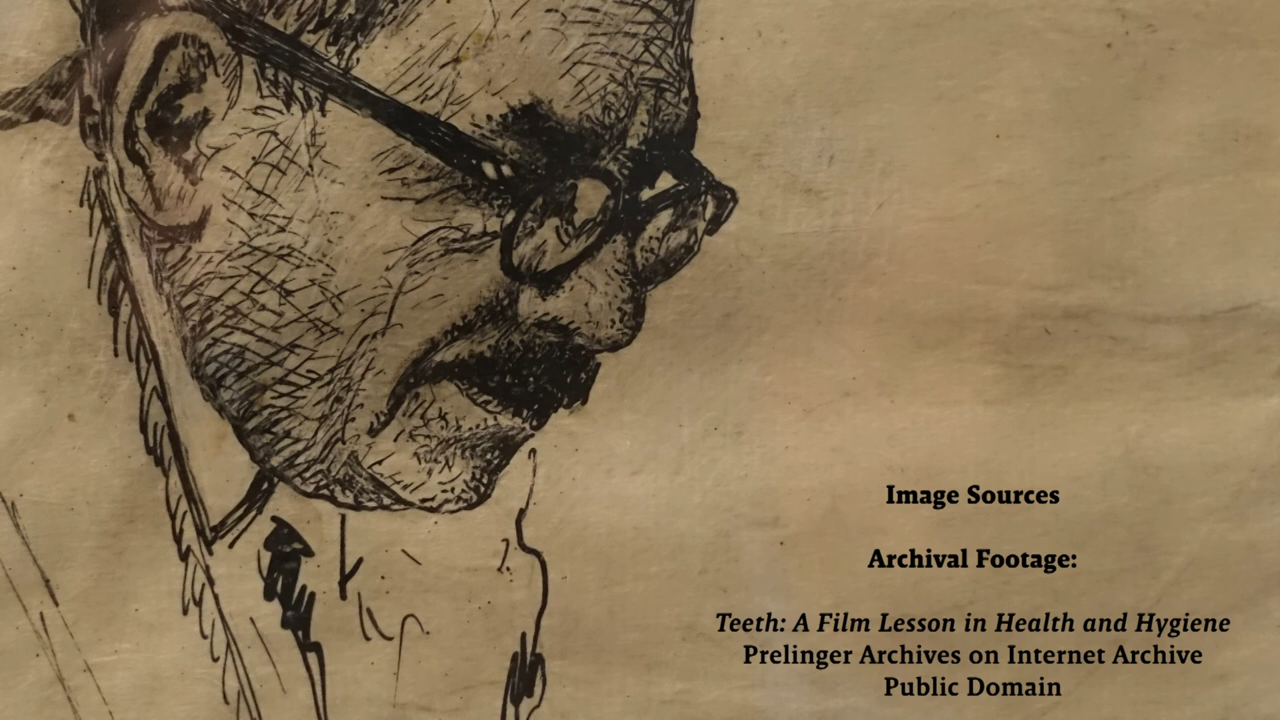 Image Sources
Archival Footage:
Teeth: A Film Lesson in Health and Hygiene
Prelinger Archives on Internet Archive
Public Domain